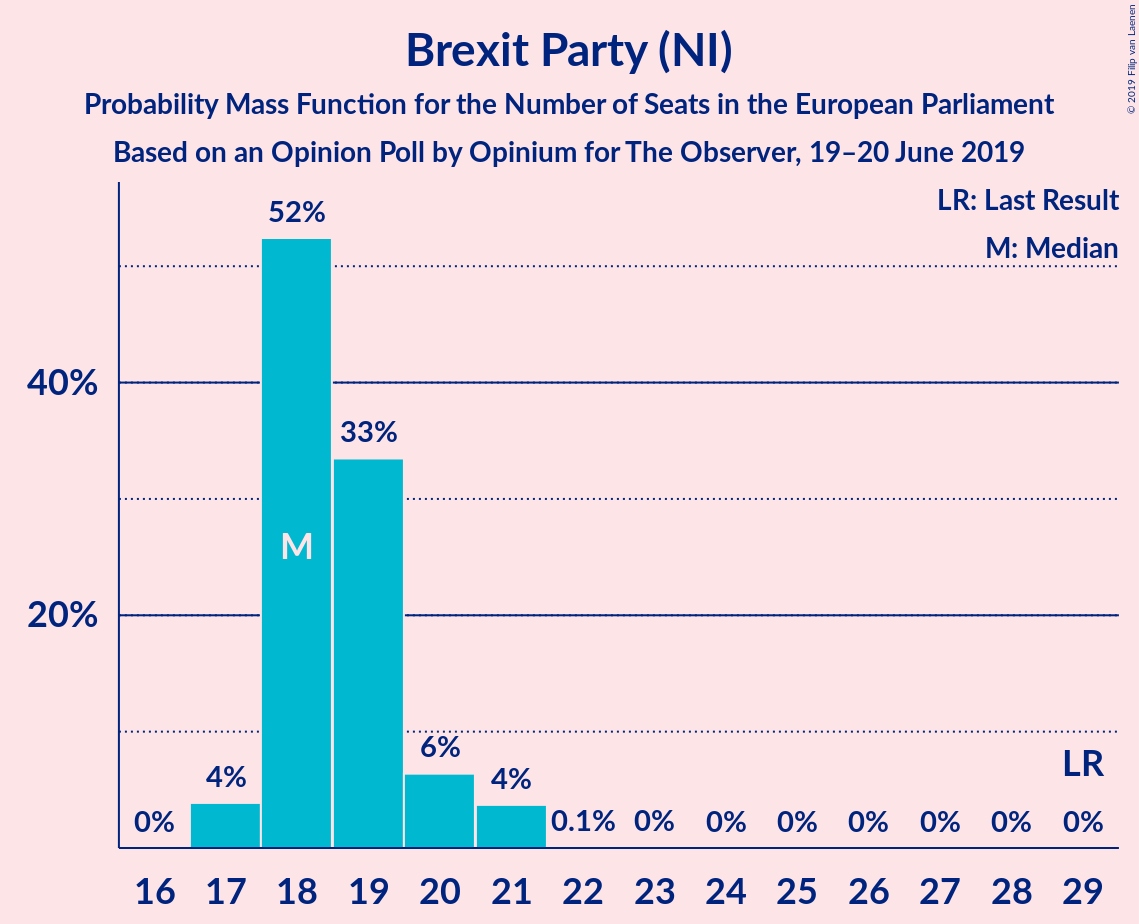 Brexit Party (NI)
Probability Mass Function for the Number of Seats in the European Parliament
Based on an Opinion Poll by Opinium for The Observer, 19–20 June 2019
© 2019 Filip van Laenen
LR: Last Result
M: Median
52%
40%
33%
M
20%
6%
4%
4%
LR
0%
0.1%
0%
0%
0%
0%
0%
0%
0%
16 17 18 19 20 21 22 23 24 25 26 27 28 29